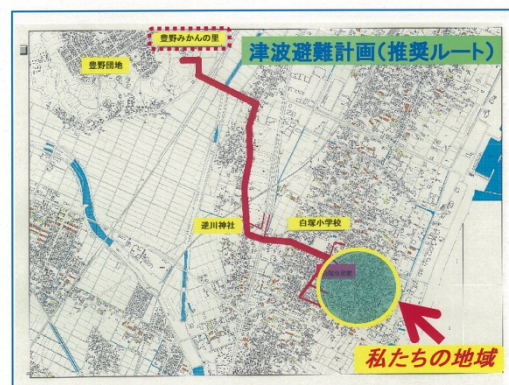 豊野みかんの里
津波避難計画(推奨ルート)
豊野団地
逆川神社
白塚小学校
私たちの地域